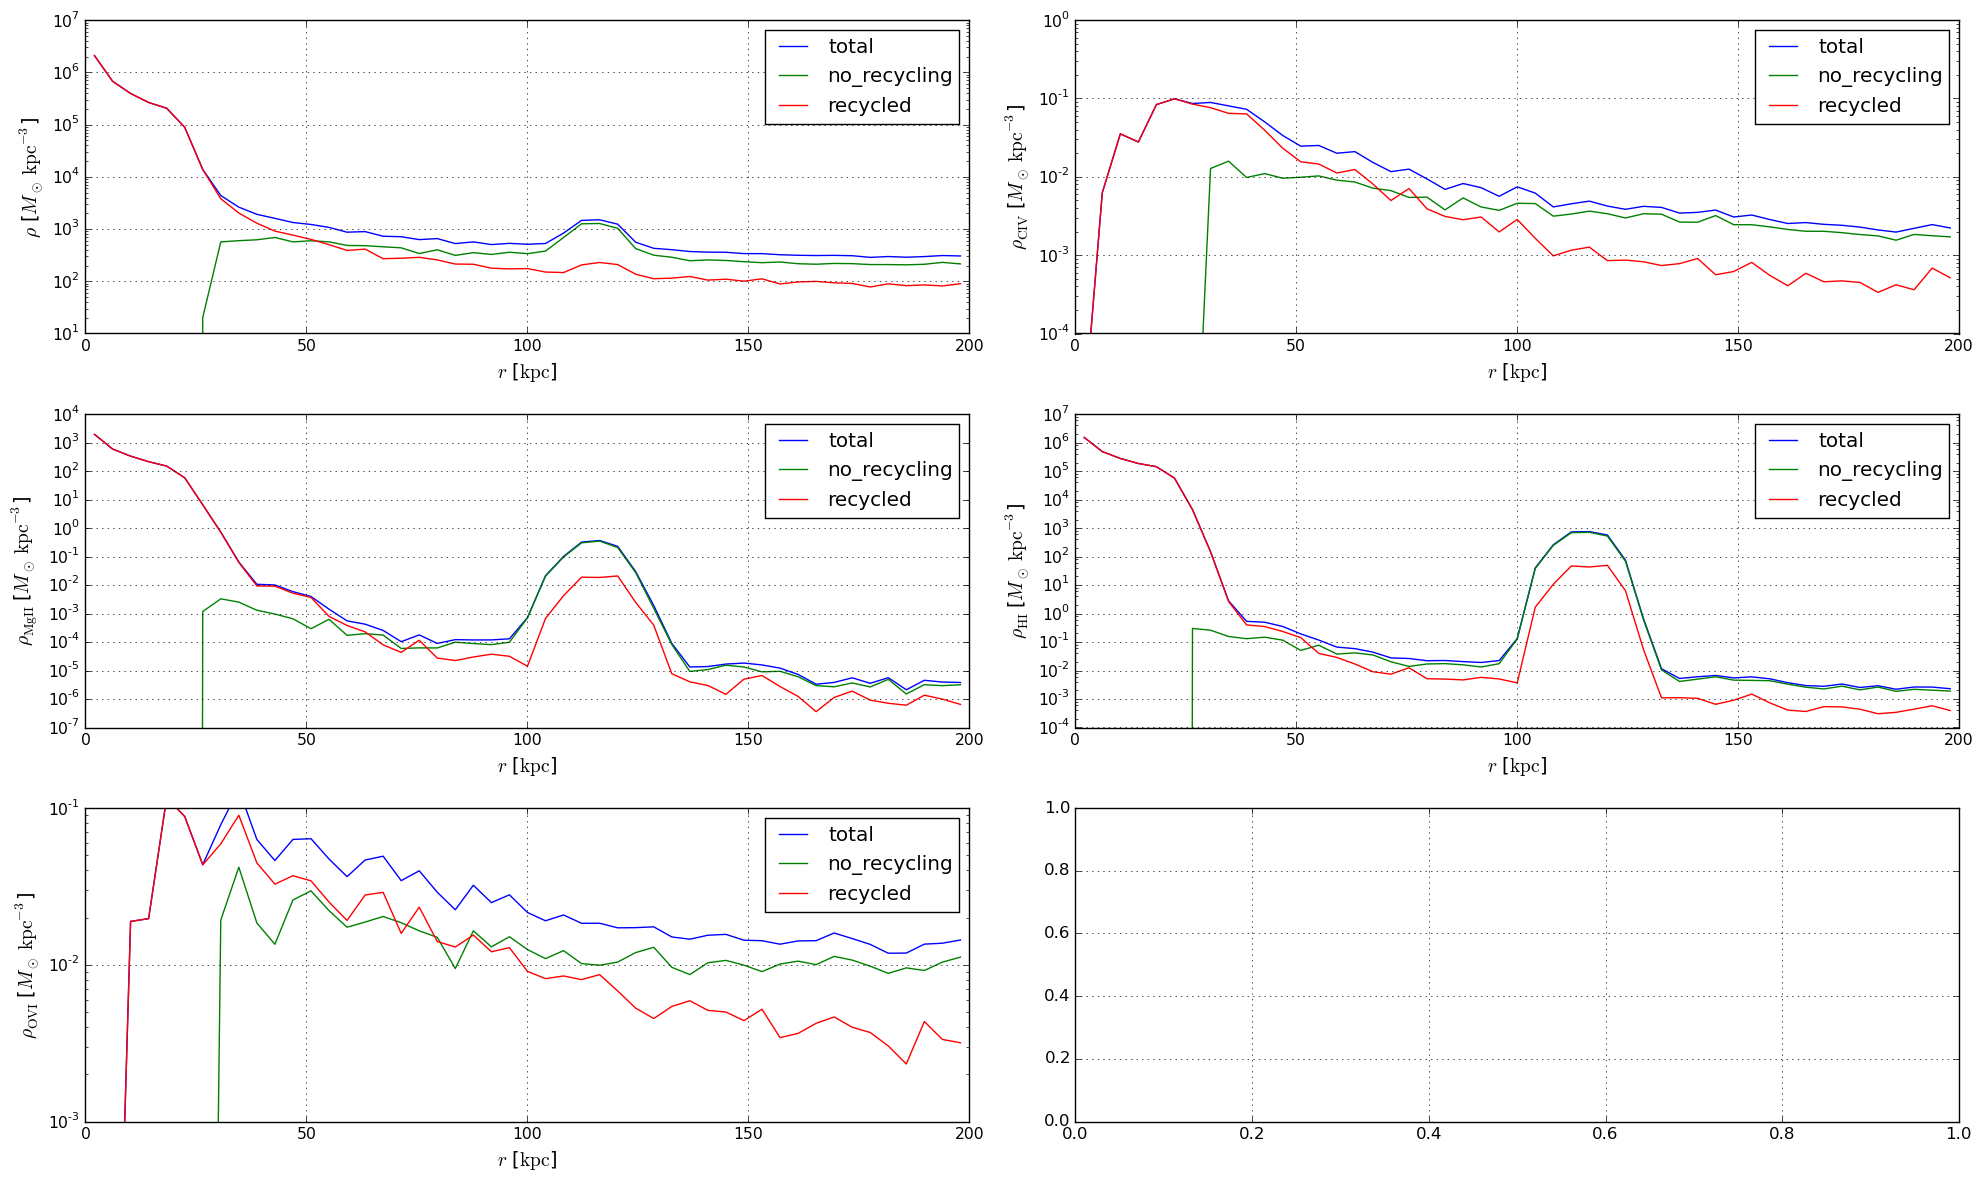 10^7
10^6
10^5
10^4
10^3
10^2
10^1
ρ [M_⊙ kpc^{-3}]
total
no_recycling
recycled
0 50 100 150 200
r [kpc]
10^0
10^{-1}
10^{-2}
10^{-3}
10^{-4}
ρ_CIV [M_⊙ kpc^{-3}]
total
no_recycling
recycled
0 50 100 150 200
r [kpc]
10^4
10^3
10^2
10^1
10^0
10^{-1}
10^{-2}
10^{-3}
10^{-4}
10^{-5}
10^{-6}
10^{-7}
ρ_MgII [M_⊙ kpc^{-3}]
total
no_recycling
recycled
0 50 100 150 200
r [kpc]
10^7
10^6
10^5
10^4
10^3
10^2
10^1
10^0
10^{-1}
10^{-2}
10^{-3}
10^{-4}
ρ_HI [M_⊙ kpc^{-3}]
total
no_recycling
recycled
0 50 100 150 200
r [kpc]
10^{-1}
10^{-2}
10^{-3}
ρ_OVI [M_⊙ kpc^{-3}]
total
no_recycling
recycled
0 50 100 150 200
r [kpc]
1.0
0.8
0.6
0.4
0.2
0.0
0.0 0.2 0.4 0.6 0.8 1.0